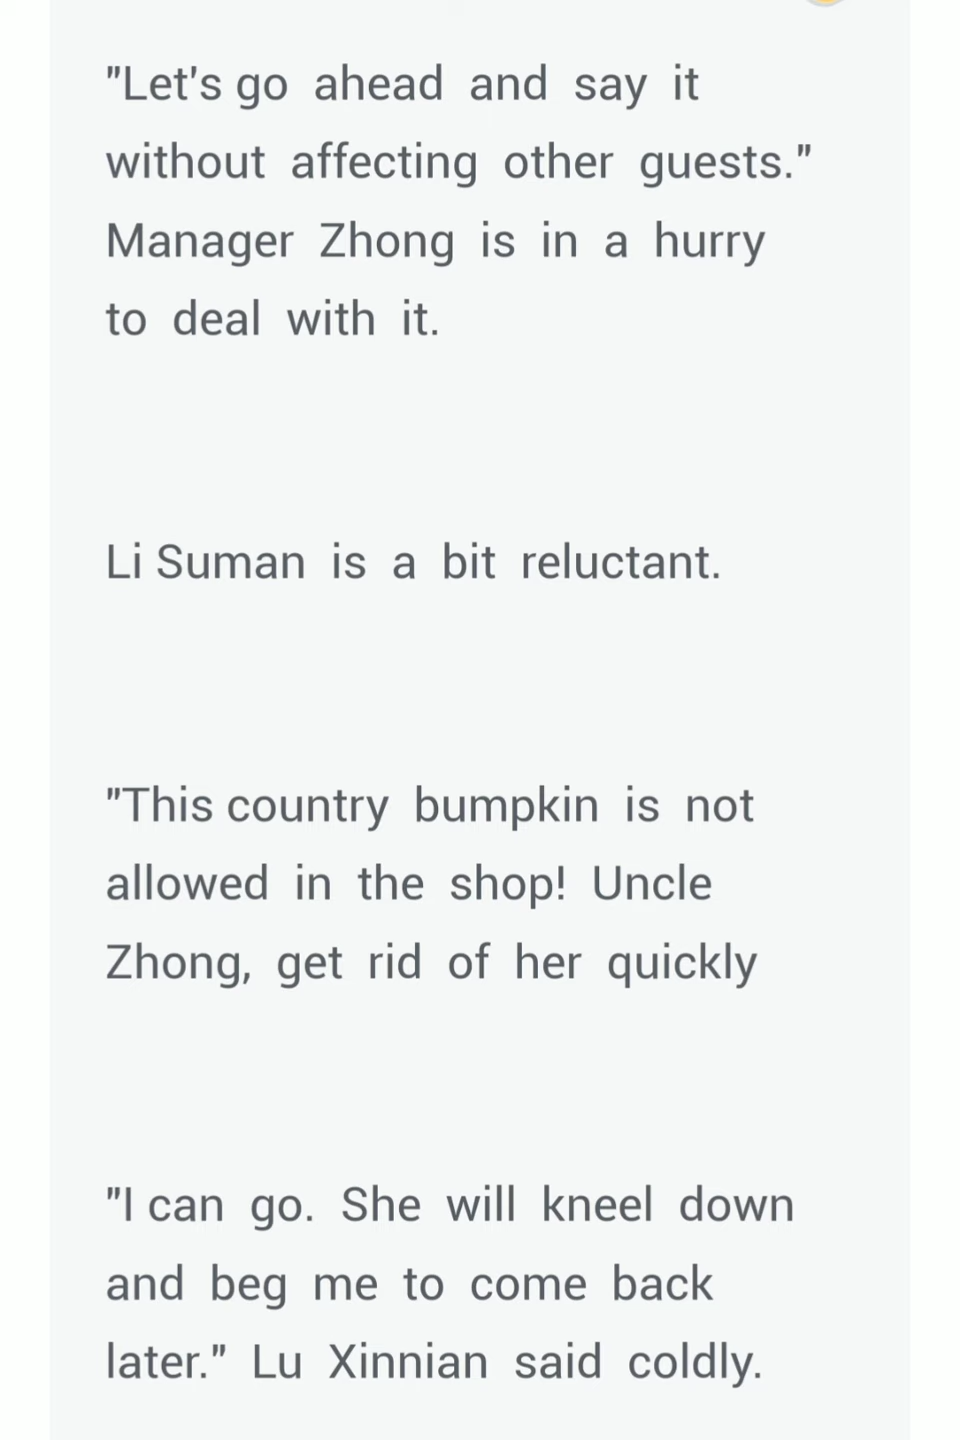 "Let's go ahead and say it
without affecting other guests."
Manager Zhong is in a hurry
to deal with it.
Li Suman is a bit reluctant.
"This country bumpkin is not
allowed in the shop! Uncle
Zhong, get rid of her quickly
"I can go. She will kneel down
and beg me to come back
later." Lu Xinnian said coldly.